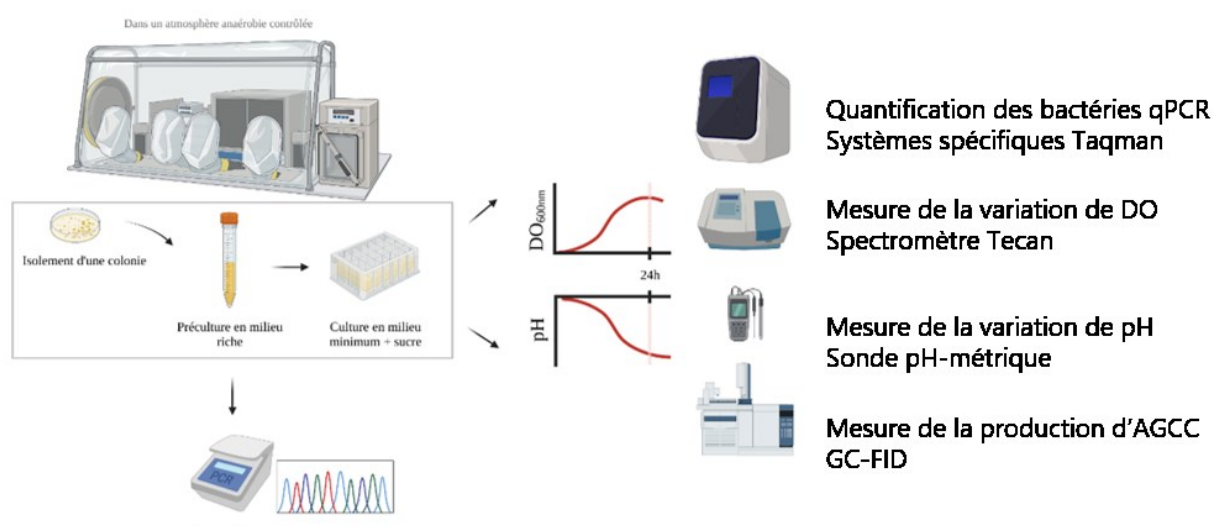 Dans un atmosphère anaérobie contrôlée
Isolement d'une colonie
Préculture en milieu
riche
Culture en milieu
minimum + sucre
PCR
DO600nm
24h
pH
Quantification des bactéries qPCR
Systèmes spécifiques Taqman
Mesure de la variation de DO
Spectromètre Tecan
Mesure de la variation de pH
Sonde pH-métrique
Mesure de la production d’AGCC
GC-FID